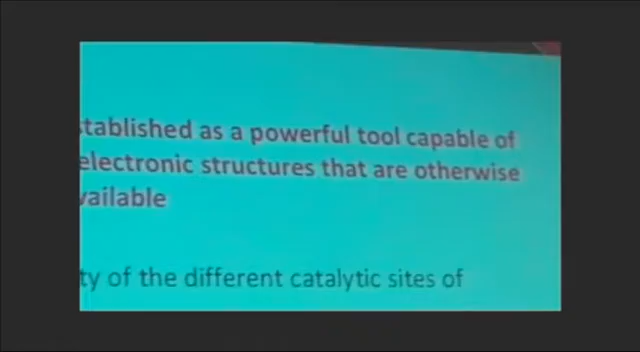 stablished as a powerful tool capable of
electronic structures that are otherwise
vailable
ty of the different catalytic sites of